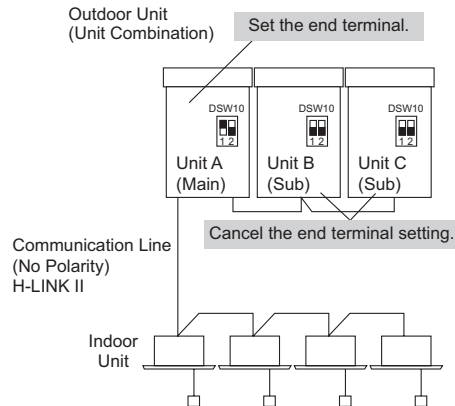 Outdoor Unit
(Unit Combination)
Set the end terminal.
DSW10
1 2
Unit A
(Main)
DSW10
1 2
Unit B
(Sub)
DSW10
1 2
Unit C
(Sub)
Cancel the end terminal setting.
Communication Line
(No Polarity)
H-LINK II
Indoor
Unit